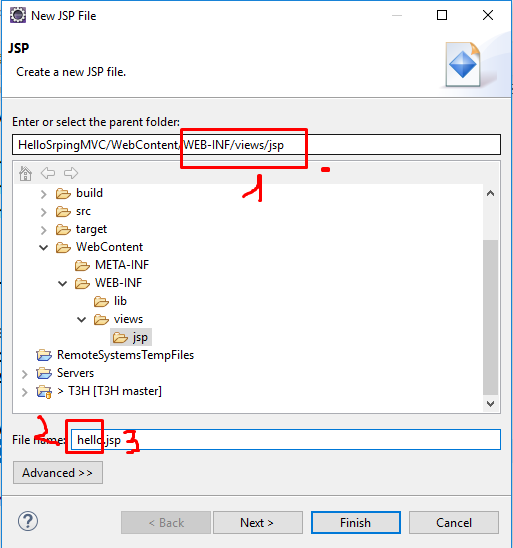 New JSP File
JSP
Create a new JSP file.
Enter or select the parent folder:
HelloSrpingMVC/WebContent/WEB-INF/views/jsp
1 -
build
src
target
WebContent
META-INF
WEB-INF
lib
views
jsp
RemoteSystemsTempFiles
Servers
> T3H [T3H master]
2.
File name: hello.jsp 3
Advanced >>
? < Back Next > Finish Cancel